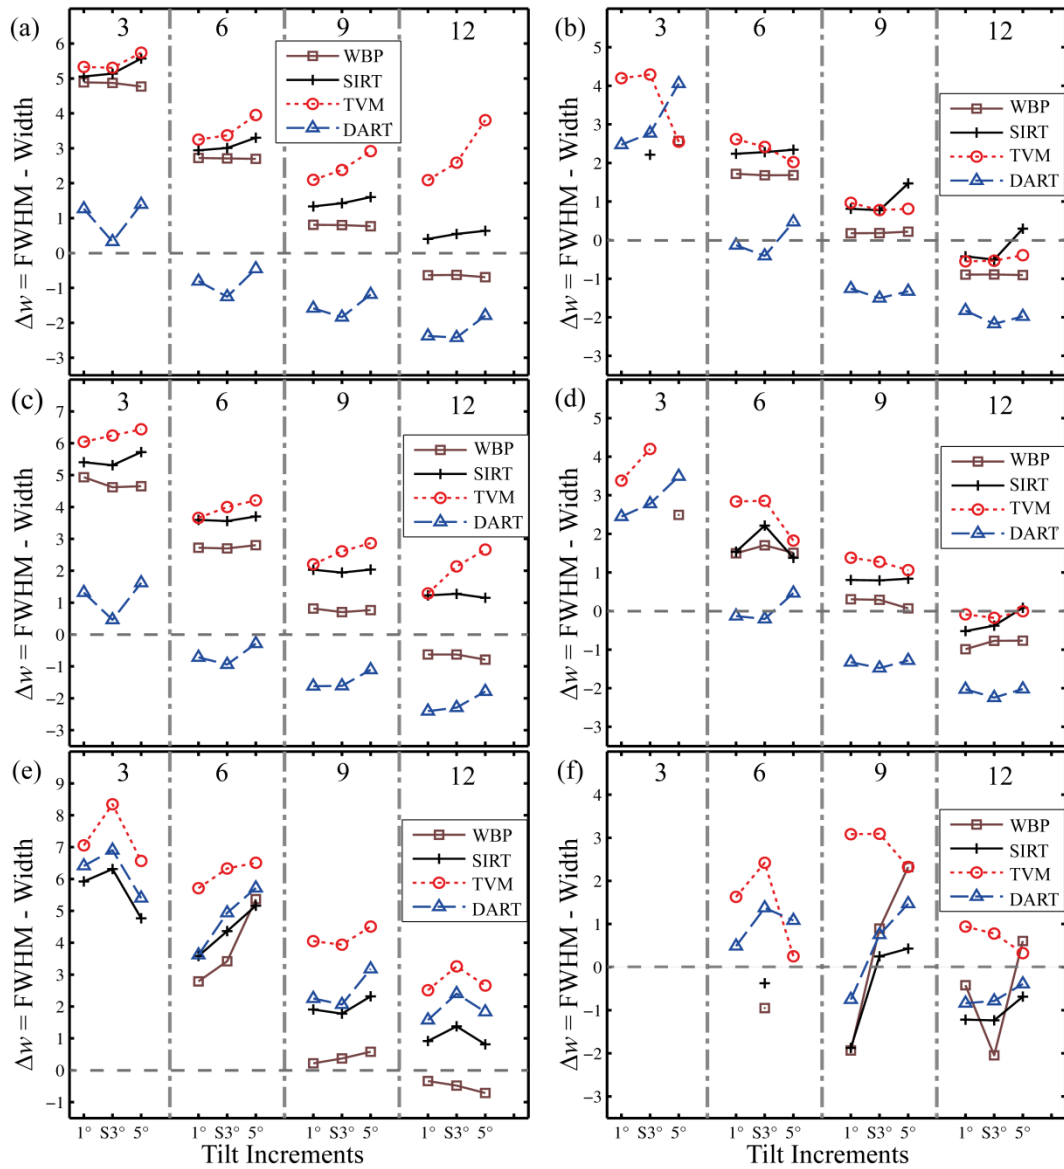 (a) 3 6 9 12
WBP
SIRT
TVM
DART
6
5
4
3
2
1
0
−1
−2
−3
Δw = FWHM - Width
(b) 3 6 9 12
WBP
SIRT
TVM
DART
5
4
3
2
1
0
−1
−2
−3
Δw = FWHM - Width
(c) 3 6 9 12
WBP
SIRT
TVM
DART
7
6
5
4
3
2
1
0
−1
−2
−3
Δw = FWHM - Width
(d) 3 6 9 12
WBP
SIRT
TVM
DART
5
4
3
2
1
0
−1
−2
−3
Δw = FWHM - Width
(e) 3 6 9 12
WBP
SIRT
TVM
DART
9
8
7
6
5
4
3
2
1
0
−1
Δw = FWHM - Width
1° S3° 5° 1° S3° 5° 1° S3° 5° 1° S3° 5°
Tilt Increments
(f) 3 6 9 12
WBP
SIRT
TVM
DART
4
3
2
1
0
−1
−2
−3
Δw = FWHM - Width
1° S3° 5° 1° S3° 5° 1° S3° 5° 1° S3° 5°
Tilt Increments